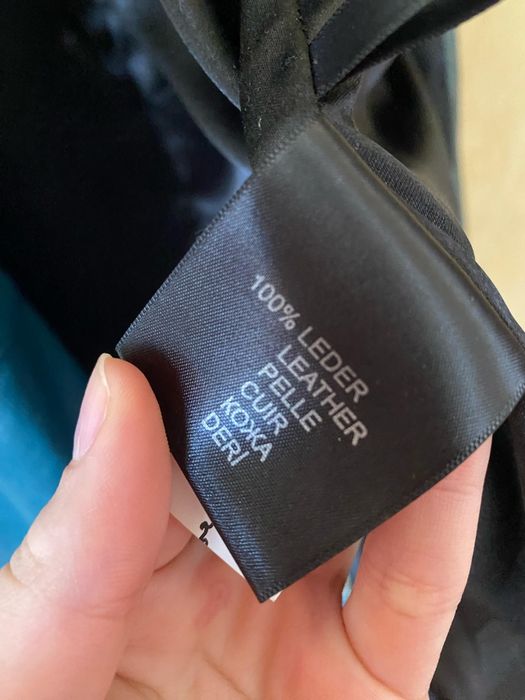 100% LEDER
LEATHER
PELLE
CUIR
КОЖА
DERI